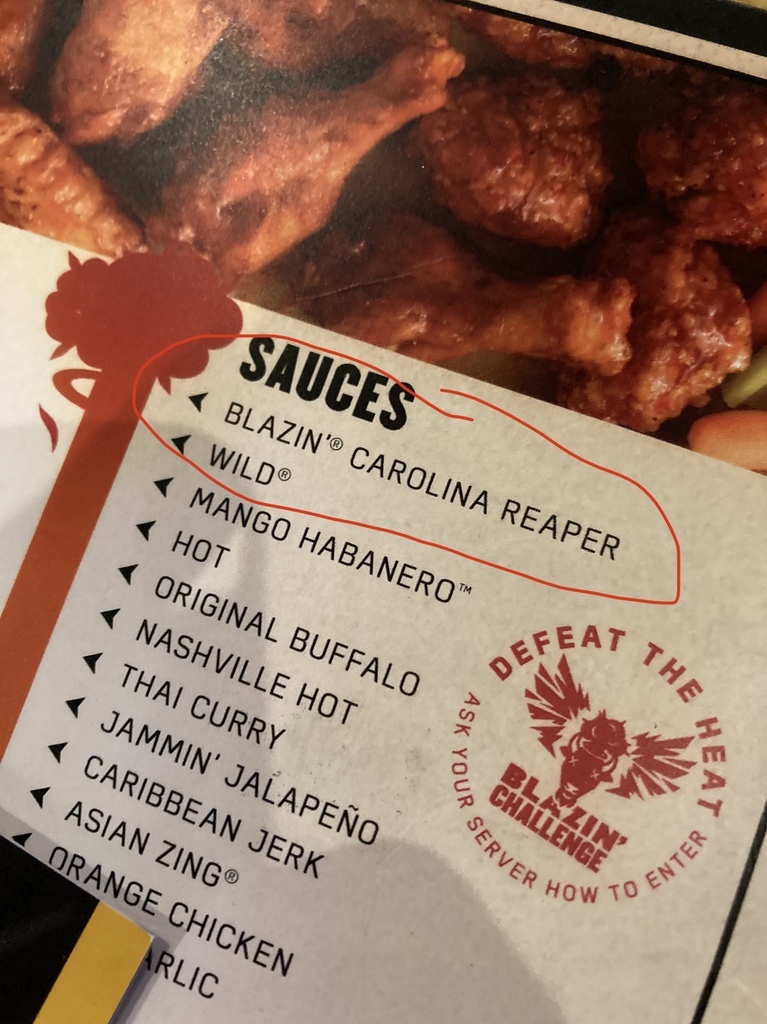 SAUCES
BLAZIN'® CAROLINA REAPER
WILD®
MANGO HABANERO™
HOT
ORIGINAL BUFFALO
NASHVILLE HOT
THAI CURRY
JAMMIN' JALAPEÑO
CARIBBEAN JERK
ASIAN ZING®
ORANGE CHICKEN
ARLIC
DEFEAT THE HEAT
BLAZIN'
CHALLENGE
ASK YOUR SERVER HOW TO ENTER